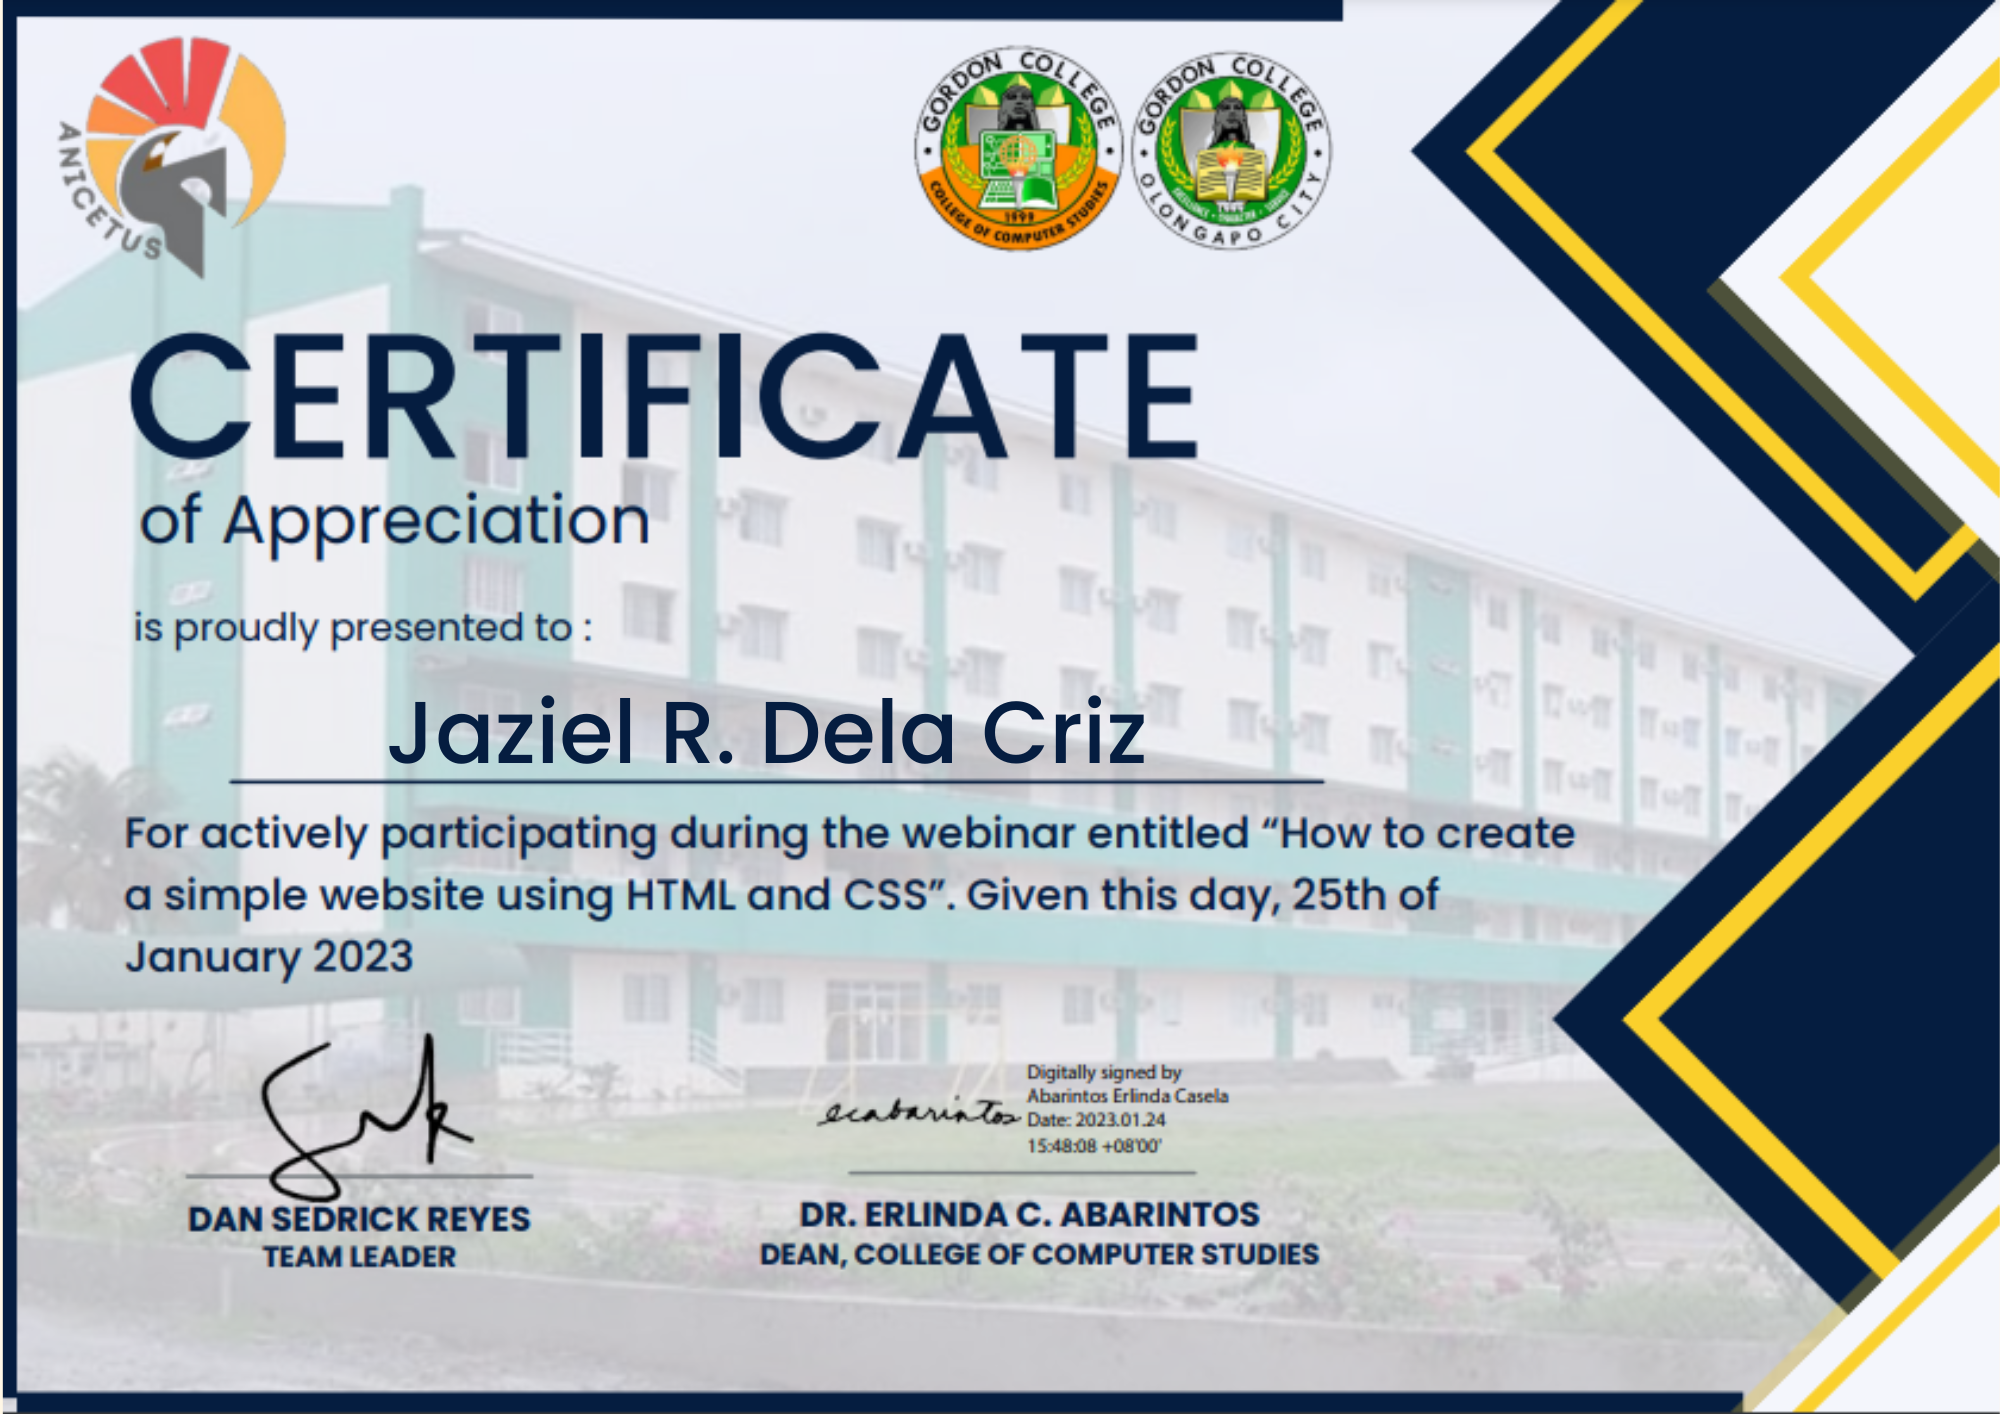 ANICETUS
GORDON COLLEGE
1999
COLLEGE OF COMPUTER STUDIES
GORDON COLLEGE
1999
OLONGAPO CITY
CERTIFICATE
of Appreciation
is proudly presented to :
Jaziel R. Dela Criz
For actively participating during the webinar entitled “How to create
a simple website using HTML and CSS”. Given this day, 25th of
January 2023
ecabarintos
Digitally signed by
Abarintos Erlinda Casela
Date: 2023.01.24
15:48:08 +08'00'
DAN SEDRICK REYES
TEAM LEADER
DR. ERLINDA C. ABARINTOS
DEAN, COLLEGE OF COMPUTER STUDIES